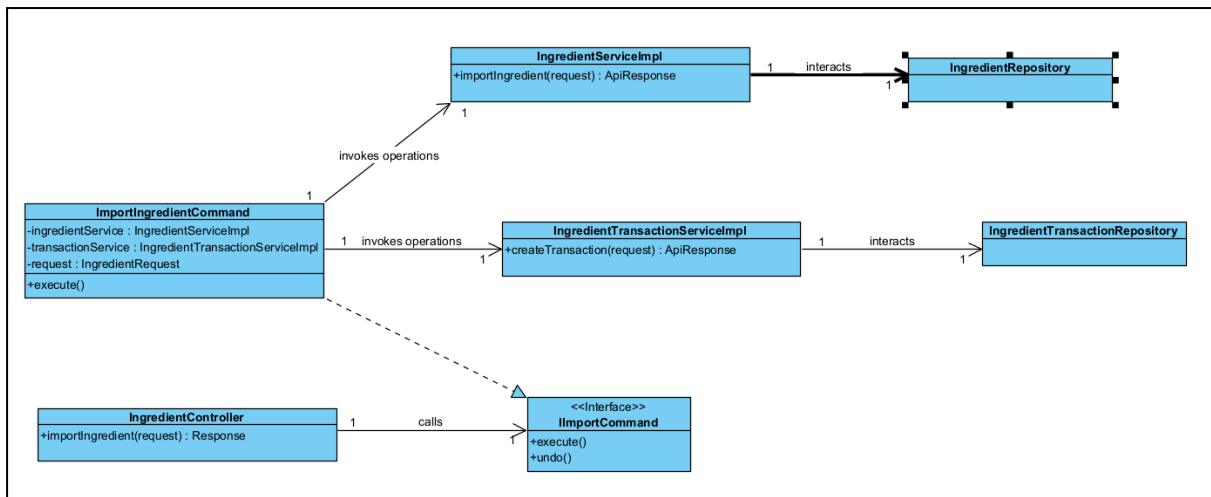 IngredientServiceImpl
+importIngredient(request) : ApiResponse
1
interacts
1
IngredientRepository
1
invokes operations
1
ImportIngredientCommand
-ingredientService : IngredientServiceImpl
-transactionService : IngredientTransactionServiceImpl
-request : IngredientRequest
+execute()
1
invokes operations
1
IngredientTransactionServiceImpl
+createTransaction(request) : ApiResponse
1
interacts
1
IngredientTransactionRepository
IngredientController
+importIngredient(request) : Response
1
calls
1
<<Interface>>
IImportCommand
+execute()
+undo()